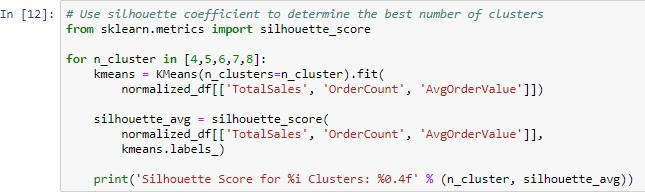 In [12]: # Use silhouette coefficient to determine the best number of clusters
from sklearn.metrics import silhouette_score

for n_cluster in [4,5,6,7,8]:
    kmeans = KMeans(n_clusters=n_cluster).fit(
        normalized_df[['TotalSales', 'OrderCount', 'AvgOrderValue']])

    silhouette_avg = silhouette_score(
        normalized_df[['TotalSales', 'OrderCount', 'AvgOrderValue']],
        kmeans.labels_)

    print('Silhouette Score for %i Clusters: %0.4f' % (n_cluster, silhouette_avg))